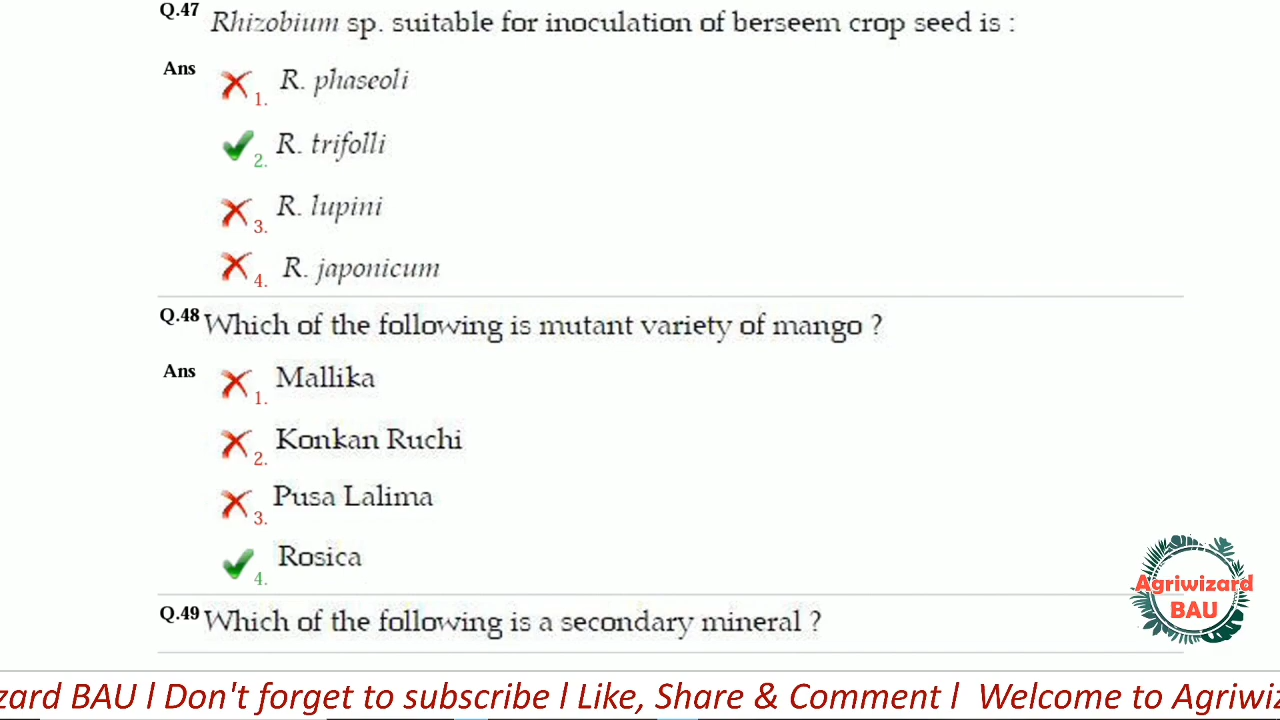 Q.47 Rhizobium sp. suitable for inoculation of berseem crop seed is :
Ans
1. R. phaseoli
2. R. trifolli
3. R. lupini
4. R. japonicum
Q.48 Which of the following is mutant variety of mango ?
Ans
1. Mallika
2. Konkan Ruchi
3. Pusa Lalima
4. Rosica
Q.49 Which of the following is a secondary mineral ?
Agriwizard
BAU
zard BAU l Don't forget to subscribe l Like, Share & Comment l Welcome to Agriwiz